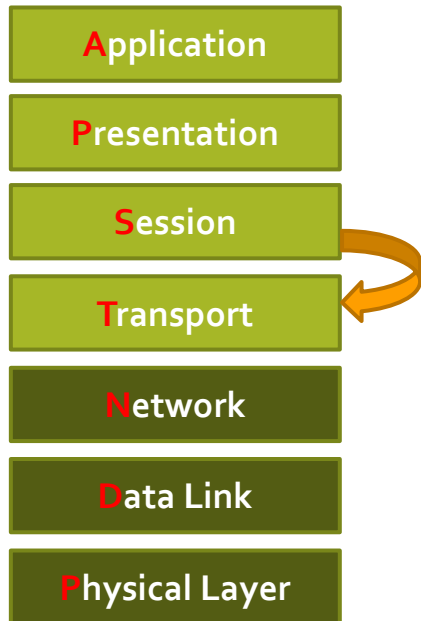 Application
Presentation
Session
Transport
Network
Data Link
Physical Layer